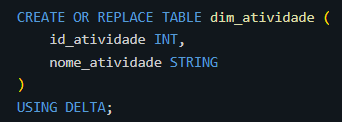 CREATE OR REPLACE TABLE dim_atividade (
    id_atividade INT,
    nome_atividade STRING
)
USING DELTA;